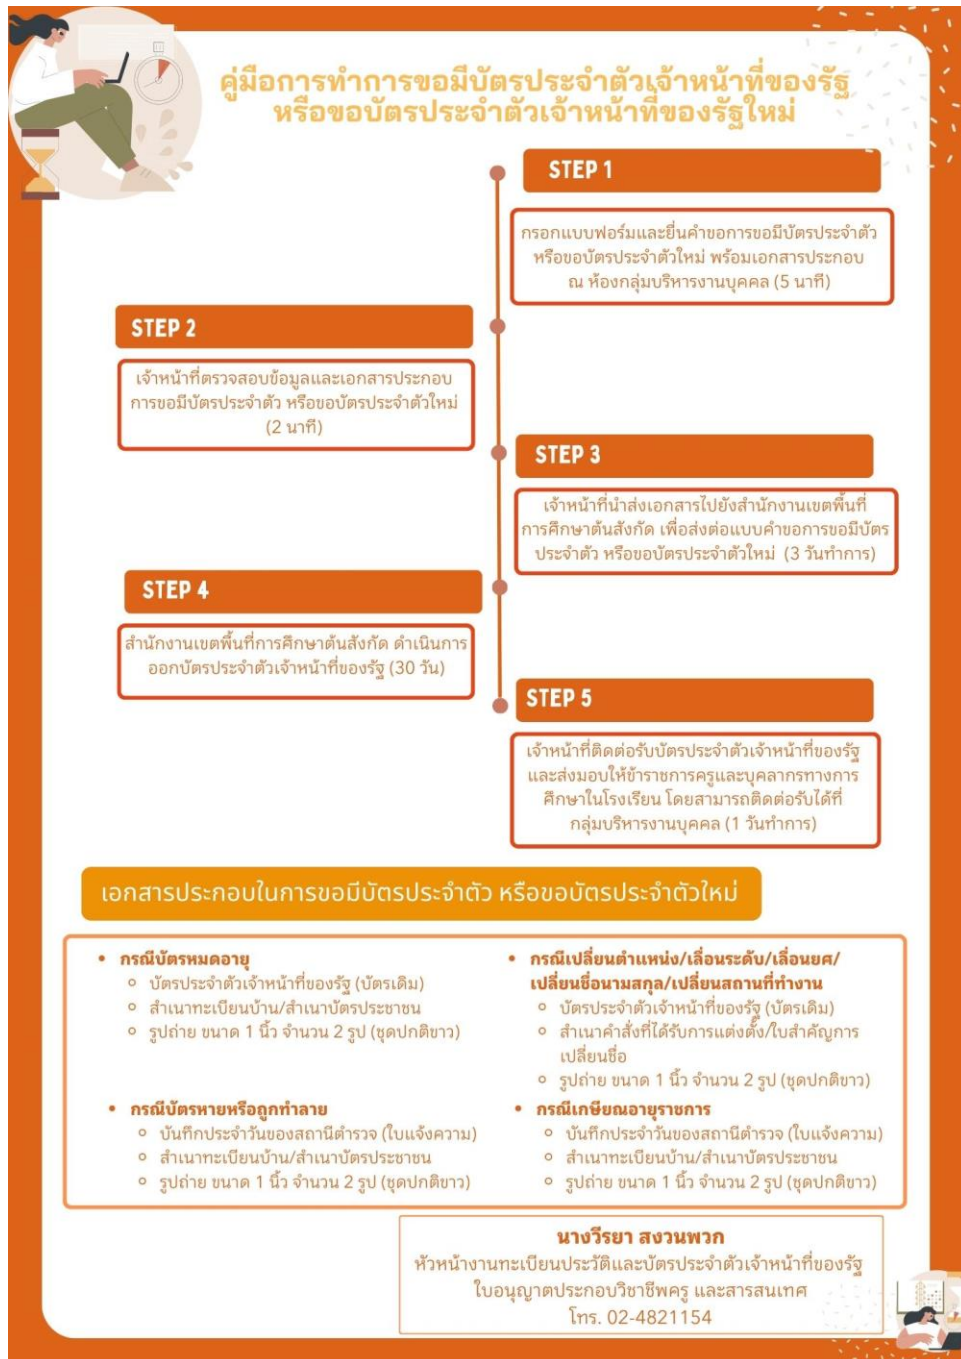 คู่มือการทำการขอมีบัตรประจำตัวเจ้าหน้าที่ของรัฐ
หรือขอบัตรประจำตัวเจ้าหน้าที่ของรัฐใหม่
STEP 1
กรอกแบบฟอร์มและยื่นคำขอการขอมีบัตรประจำตัว
หรือขอบัตรประจำตัวใหม่ พร้อมเอกสารประกอบ
ณ ห้องกลุ่มบริหารงานบุคคล (5 นาที)
STEP 2
เจ้าหน้าที่ตรวจสอบข้อมูลและเอกสารประกอบ
การขอมีบัตรประจำตัว หรือขอบัตรประจำตัวใหม่
(2 นาที)
STEP 3
เจ้าหน้าที่นำส่งเอกสารไปยังสำนักงานเขตพื้นที่
การศึกษาต้นสังกัด เพื่อส่งต่อแบบคำขอการขอมีบัตร
ประจำตัว หรือขอบัตรประจำตัวใหม่ (3 วันทำการ)
STEP 4
สำนักงานเขตพื้นที่การศึกษาต้นสังกัด ดำเนินการ
ออกบัตรประจำตัวเจ้าหน้าที่ของรัฐ (30 วัน)
STEP 5
เจ้าหน้าที่ติดต่อรับบัตรประจำตัวเจ้าหน้าที่ของรัฐ
และส่งมอบให้ข้าราชการครูและบุคลากรทางการ
ศึกษาในโรงเรียน โดยสามารถติดต่อรับได้ที่
กลุ่มบริหารงานบุคคล (1 วันทำการ)
เอกสารประกอบในการขอมีบัตรประจำตัว หรือขอบัตรประจำตัวใหม่
• กรณีบัตรหมดอายุ
○ บัตรประจำตัวเจ้าหน้าที่ของรัฐ (บัตรเดิม)
○ สำเนาทะเบียนบ้าน/สำเนาบัตรประชาชน
○ รูปถ่าย ขนาด 1 นิ้ว จำนวน 2 รูป (ชุดปกติขาว)
• กรณีเปลี่ยนตำแหน่ง/เลื่อนระดับ/เลื่อนยศ/
เปลี่ยนชื่อนามสกุล/เปลี่ยนสถานที่ทำงาน
○ บัตรประจำตัวเจ้าหน้าที่ของรัฐ (บัตรเดิม)
○ สำเนาคำสั่งที่ได้รับการแต่งตั้ง/ใบสำคัญการ
เปลี่ยนชื่อ
○ รูปถ่าย ขนาด 1 นิ้ว จำนวน 2 รูป (ชุดปกติขาว)
• กรณีบัตรหายหรือถูกทำลาย
○ บันทึกประจำวันของสถานีตำรวจ (ใบแจ้งความ)
○ สำเนาทะเบียนบ้าน/สำเนาบัตรประชาชน
○ รูปถ่าย ขนาด 1 นิ้ว จำนวน 2 รูป (ชุดปกติขาว)
• กรณีเกษียณอายุราชการ
○ บันทึกประจำวันของสถานีตำรวจ (ใบแจ้งความ)
○ สำเนาทะเบียนบ้าน/สำเนาบัตรประชาชน
○ รูปถ่าย ขนาด 1 นิ้ว จำนวน 2 รูป (ชุดปกติขาว)
นางวีรยา สงวนพวก
หัวหน้างานทะเบียนประวัติและบัตรประจำตัวเจ้าหน้าที่ของรัฐ
ใบอนุญาตประกอบวิชาชีพครู และสารสนเทศ
โทร. 02-4821154